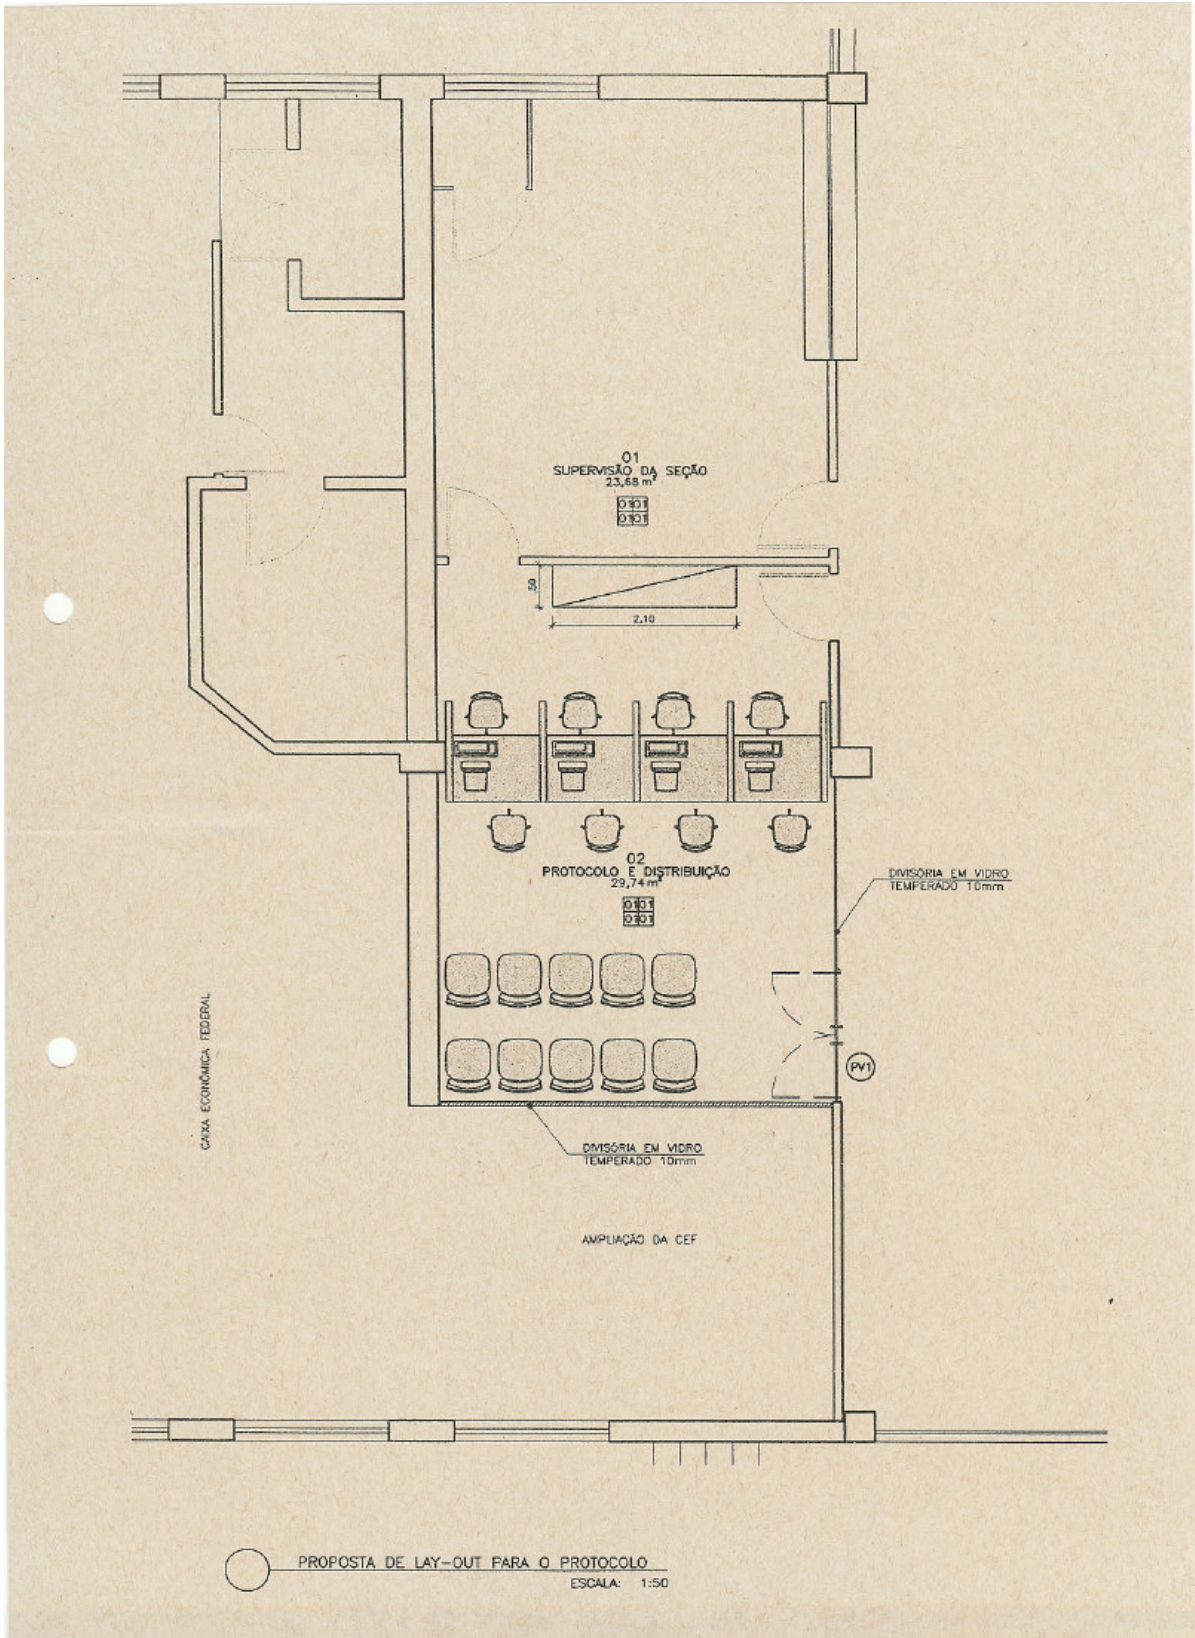 01
SUPERVISÃO DA SEÇÃO
23,68 m²
0101
0101
.50
2,10
02
PROTOCOLO E DISTRIBUIÇÃO
29,74 m²
0101
0101
DIVISÓRIA EM VIDRO
TEMPERADO 10mm
PV1
CAIXA ECONÔMICA FEDERAL
DIVISÓRIA EM VIDRO
TEMPERADO 10mm
AMPLIAÇÃO DA CEF
PROPOSTA DE LAY-OUT PARA O PROTOCOLO
ESCALA: 1:50